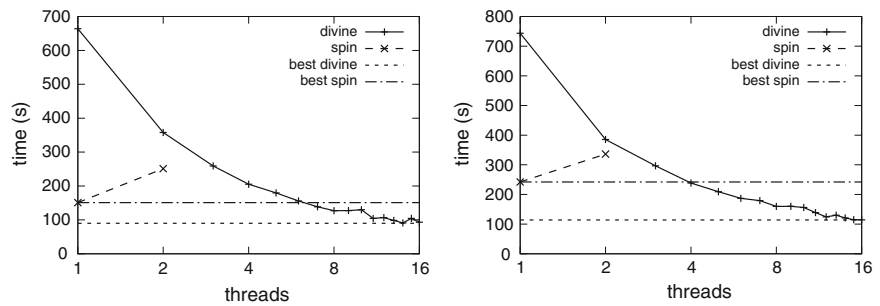 700
600
500
400
300
200
100
0
time (s)
1
2
4
8
16
threads
divine
spin
best divine
best spin
800
700
600
500
400
300
200
100
0
time (s)
1
2
4
8
16
threads
divine
spin
best divine
best spin